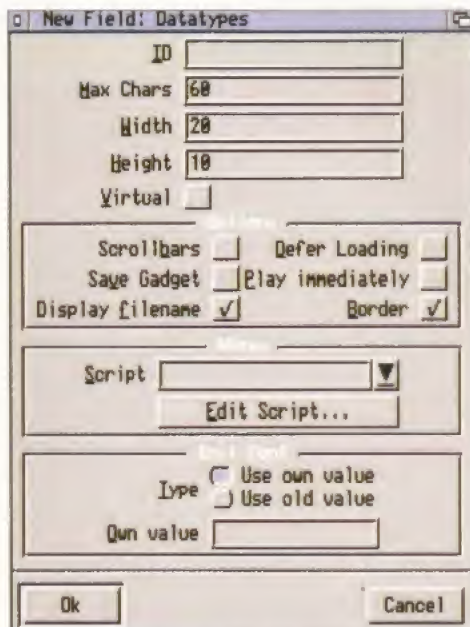 New Field: Datatypes
ID
Max Chars 60
Width 20
Height 10
Virtual
Scrollbars Defer Loading
Save Gadget Play immediately
Display filename Border
Script
Edit Script...
Type Use own value
Use old value
Own value
Ok Cancel